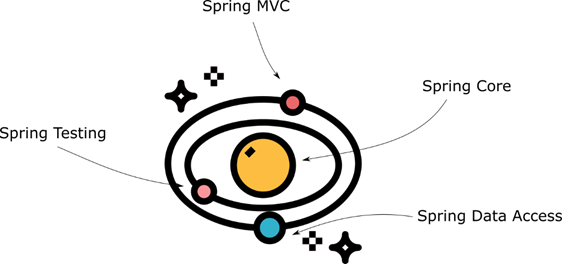 Spring MVC
Spring Core
Spring Testing
Spring Data Access